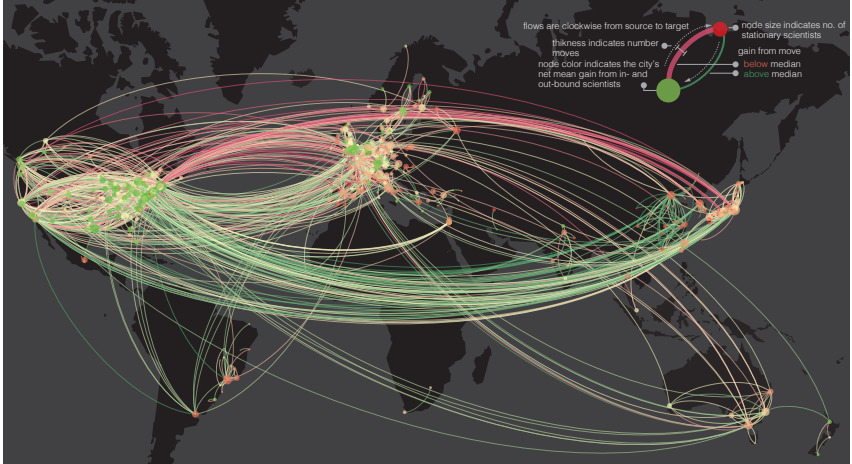 flows are clockwise from source to target
thikness indicates number
moves
node color indicates the city's
net mean gain from in- and
out-bound scientists
node size indicates no. of
stationary scientists
gain from move
below median
above median